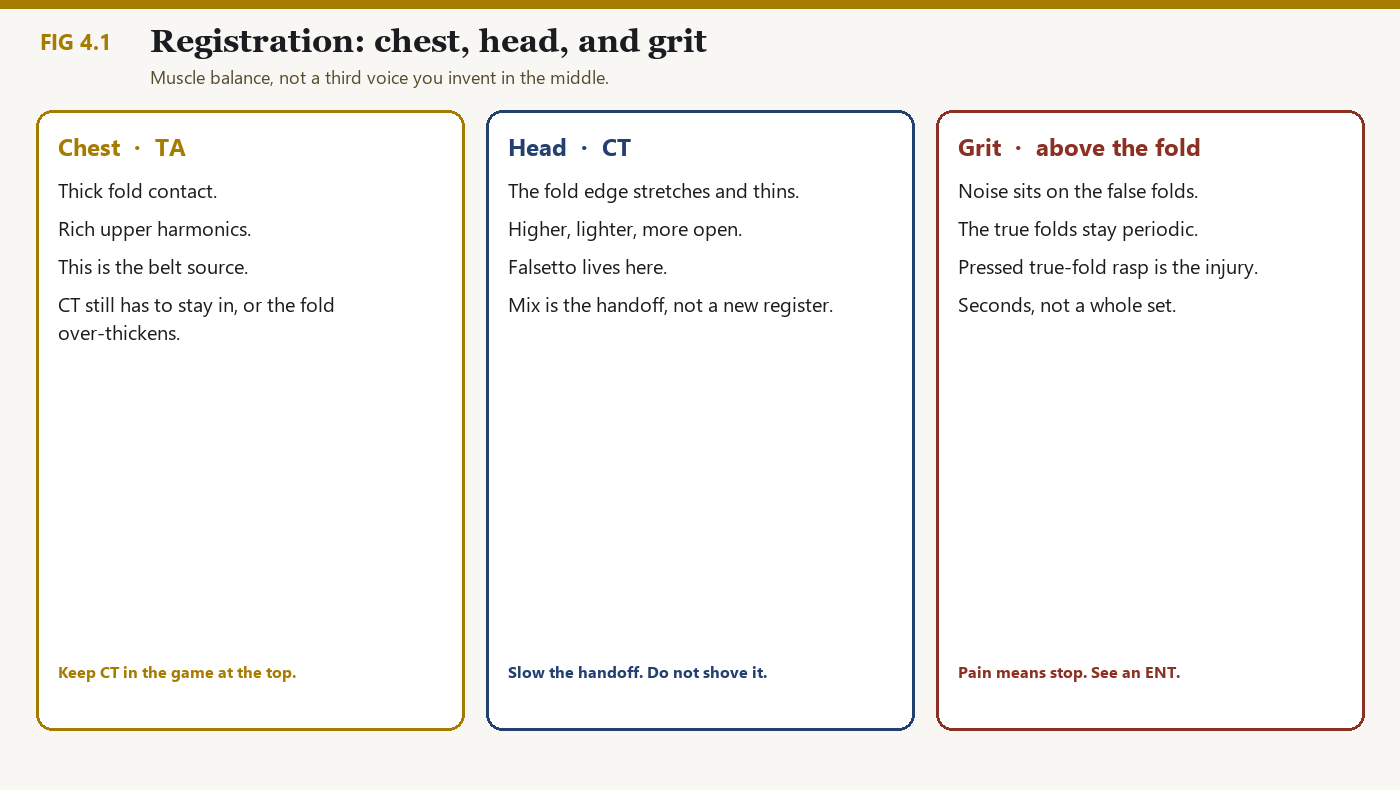 FIG 4.1
Registration: chest, head, and grit
Muscle balance, not a third voice you invent in the middle.
Chest · TA
Thick fold contact.
Rich upper harmonics.
This is the belt source.
CT still has to stay in, or the fold
over-thickens.
Keep CT in the game at the top.
Head · CT
The fold edge stretches and thins.
Higher, lighter, more open.
Falsetto lives here.
Mix is the handoff, not a new register.
Slow the handoff. Do not shove it.
Grit · above the fold
Noise sits on the false folds.
The true folds stay periodic.
Pressed true-fold rasp is the injury.
Seconds, not a whole set.
Pain means stop. See an ENT.